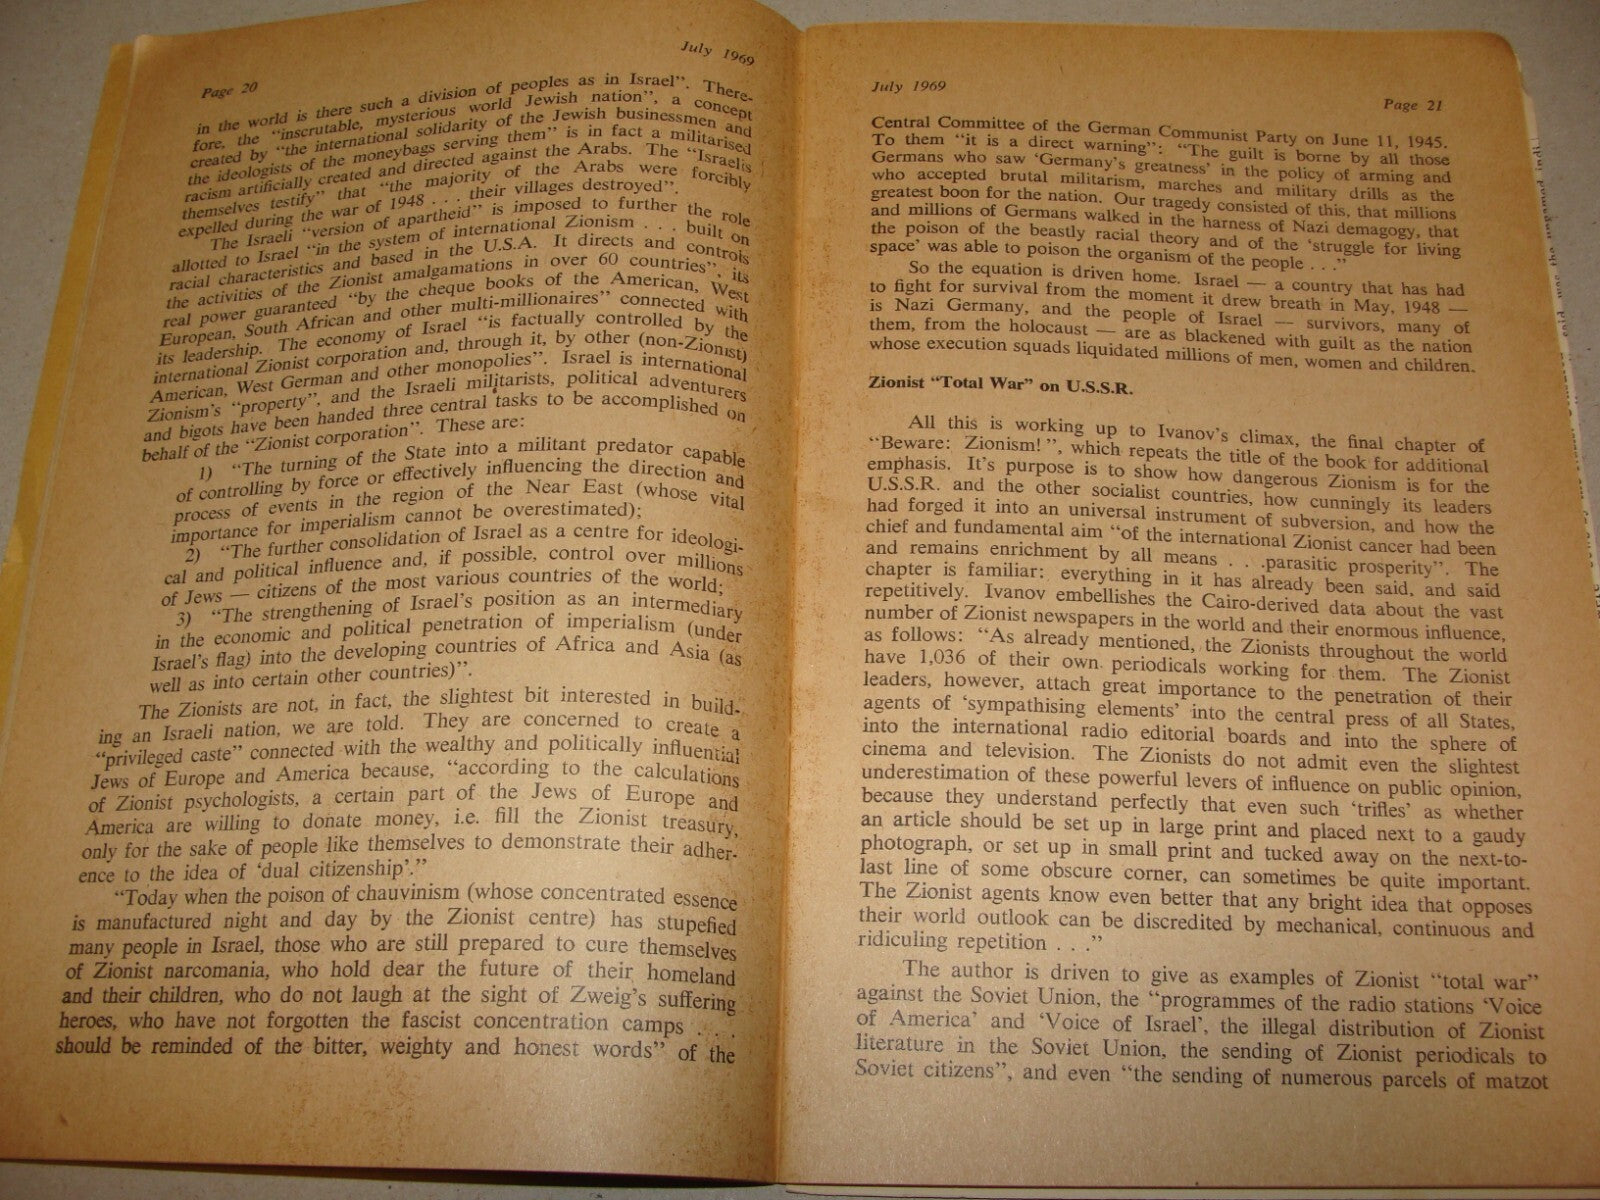 July 1969
Page 20
in the world is there such a division of peoples as in Israel”. There-
fore, the “inscrutable, mysterious world Jewish nation”, a concept
created by “the international solidarity of the Jewish businessmen and
the ideologists of the moneybags serving them” is in fact a militarised
racism artificially created and directed against the Arabs. The “Israelis
themselves testify” that “the majority of the Arabs were forcibly
expelled during the war of 1948 . . . their villages destroyed”.
The Israeli “version of apartheid” is imposed to further the role
allotted to Israel “in the system of international Zionism . . . built on
racial characteristics and based in the U.S.A. It directs and controls
the activities of the Zionist amalgamations in over 60 countries”, its
real power guaranteed “by the cheque books of the American, West
European, South African and other multi-millionaires” connected with
its leadership. The economy of Israel “is factually controlled by the
international Zionist corporation and, through it, by other (non-Zionist)
American, West German and other monopolies”. Israel is international
Zionism's “property”, and the Israeli militarists, political adventurers
and bigots have been handed three central tasks to be accomplished on
behalf of the “Zionist corporation”. These are:
1) “The turning of the State into a militant predator capable
of controlling by force or effectively influencing the direction and
process of events in the region of the Near East (whose vital
importance for imperialism cannot be overestimated);
2) “The further consolidation of Israel as a centre for ideologi-
cal and political influence and, if possible, control over millions
of Jews — citizens of the most various countries of the world;
3) “The strengthening of Israel's position as an intermediary
in the economic and political penetration of imperialism (under
Israel's flag) into the developing countries of Africa and Asia (as
well as into certain other countries)”.
The Zionists are not, in fact, the slightest bit interested in build-
ing an Israeli nation, we are told. They are concerned to create a
“privileged caste” connected with the wealthy and politically influential
Jews of Europe and America because, “according to the calculations
of Zionist psychologists, a certain part of the Jews of Europe and
America are willing to donate money, i.e. fill the Zionist treasury,
only for the sake of people like themselves to demonstrate their adher-
ence to the idea of ‘dual citizenship’.”
“Today when the poison of chauvinism (whose concentrated essence
is manufactured night and day by the Zionist centre) has stupefied
many people in Israel, those who are still prepared to cure themselves
of Zionist narcomania, who hold dear the future of their homeland
and their children, who do not laugh at the sight of Zweig's suffering
heroes, who have not forgotten the fascist concentration camps . . . .
should be reminded of the bitter, weighty and honest words” of the
July 1969
Page 21
Central Committee of the German Communist Party on June 11, 1945.
To them “it is a direct warning”: “The guilt is borne by all those
Germans who saw ‘Germany's greatness’ in the policy of arming and
who accepted brutal militarism, marches and military drills as the
greatest boon for the nation. Our tragedy consisted of this, that millions
and millions of Germans walked in the harness of Nazi demagogy, that
the poison of the beastly racial theory and of the ‘struggle for living
space’ was able to poison the organism of the people . . .”
So the equation is driven home. Israel — a country that has had
to fight for survival from the moment it drew breath in May, 1948 —
is Nazi Germany, and the people of Israel — survivors, many of
them, from the holocaust — are as blackened with guilt as the nation
whose execution squads liquidated millions of men, women and children.
Zionist “Total War” on U.S.S.R.
All this is working up to Ivanov's climax, the final chapter of
“Beware: Zionism!”, which repeats the title of the book for additional
emphasis. It's purpose is to show how dangerous Zionism is for the
U.S.S.R. and the other socialist countries, how cunningly its leaders
had forged it into an universal instrument of subversion, and how the
chief and fundamental aim “of the international Zionist cancer had been
and remains enrichment by all means . . .parasitic prosperity”. The
chapter is familiar: everything in it has already been said, and said
repetitively. Ivanov embellishes the Cairo-derived data about the vast
number of Zionist newspapers in the world and their enormous influence,
as follows: “As already mentioned, the Zionists throughout the world
have 1,036 of their own periodicals working for them. The Zionist
leaders, however, attach great importance to the penetration of their
agents of ‘sympathising elements’ into the central press of all States,
into the international radio editorial boards and into the sphere of
cinema and television. The Zionists do not admit even the slightest
underestimation of these powerful levers of influence on public opinion,
because they understand perfectly that even such ‘trifles’ as whether
an article should be set up in large print and placed next to a gaudy
photograph, or set up in small print and tucked away on the next-to-
last line of some obscure corner, can sometimes be quite important.
The Zionist agents know even better that any bright idea that opposes
their world outlook can be discredited by mechanical, continuous and
ridiculing repetition . . .”
The author is driven to give as examples of Zionist “total war”
against the Soviet Union, the “programmes of the radio stations ‘Voice
of America’ and ‘Voice of Israel’, the illegal distribution of Zionist
literature in the Soviet Union, the sending of Zionist periodicals to
Soviet citizens”, and even “the sending of numerous parcels of matzot